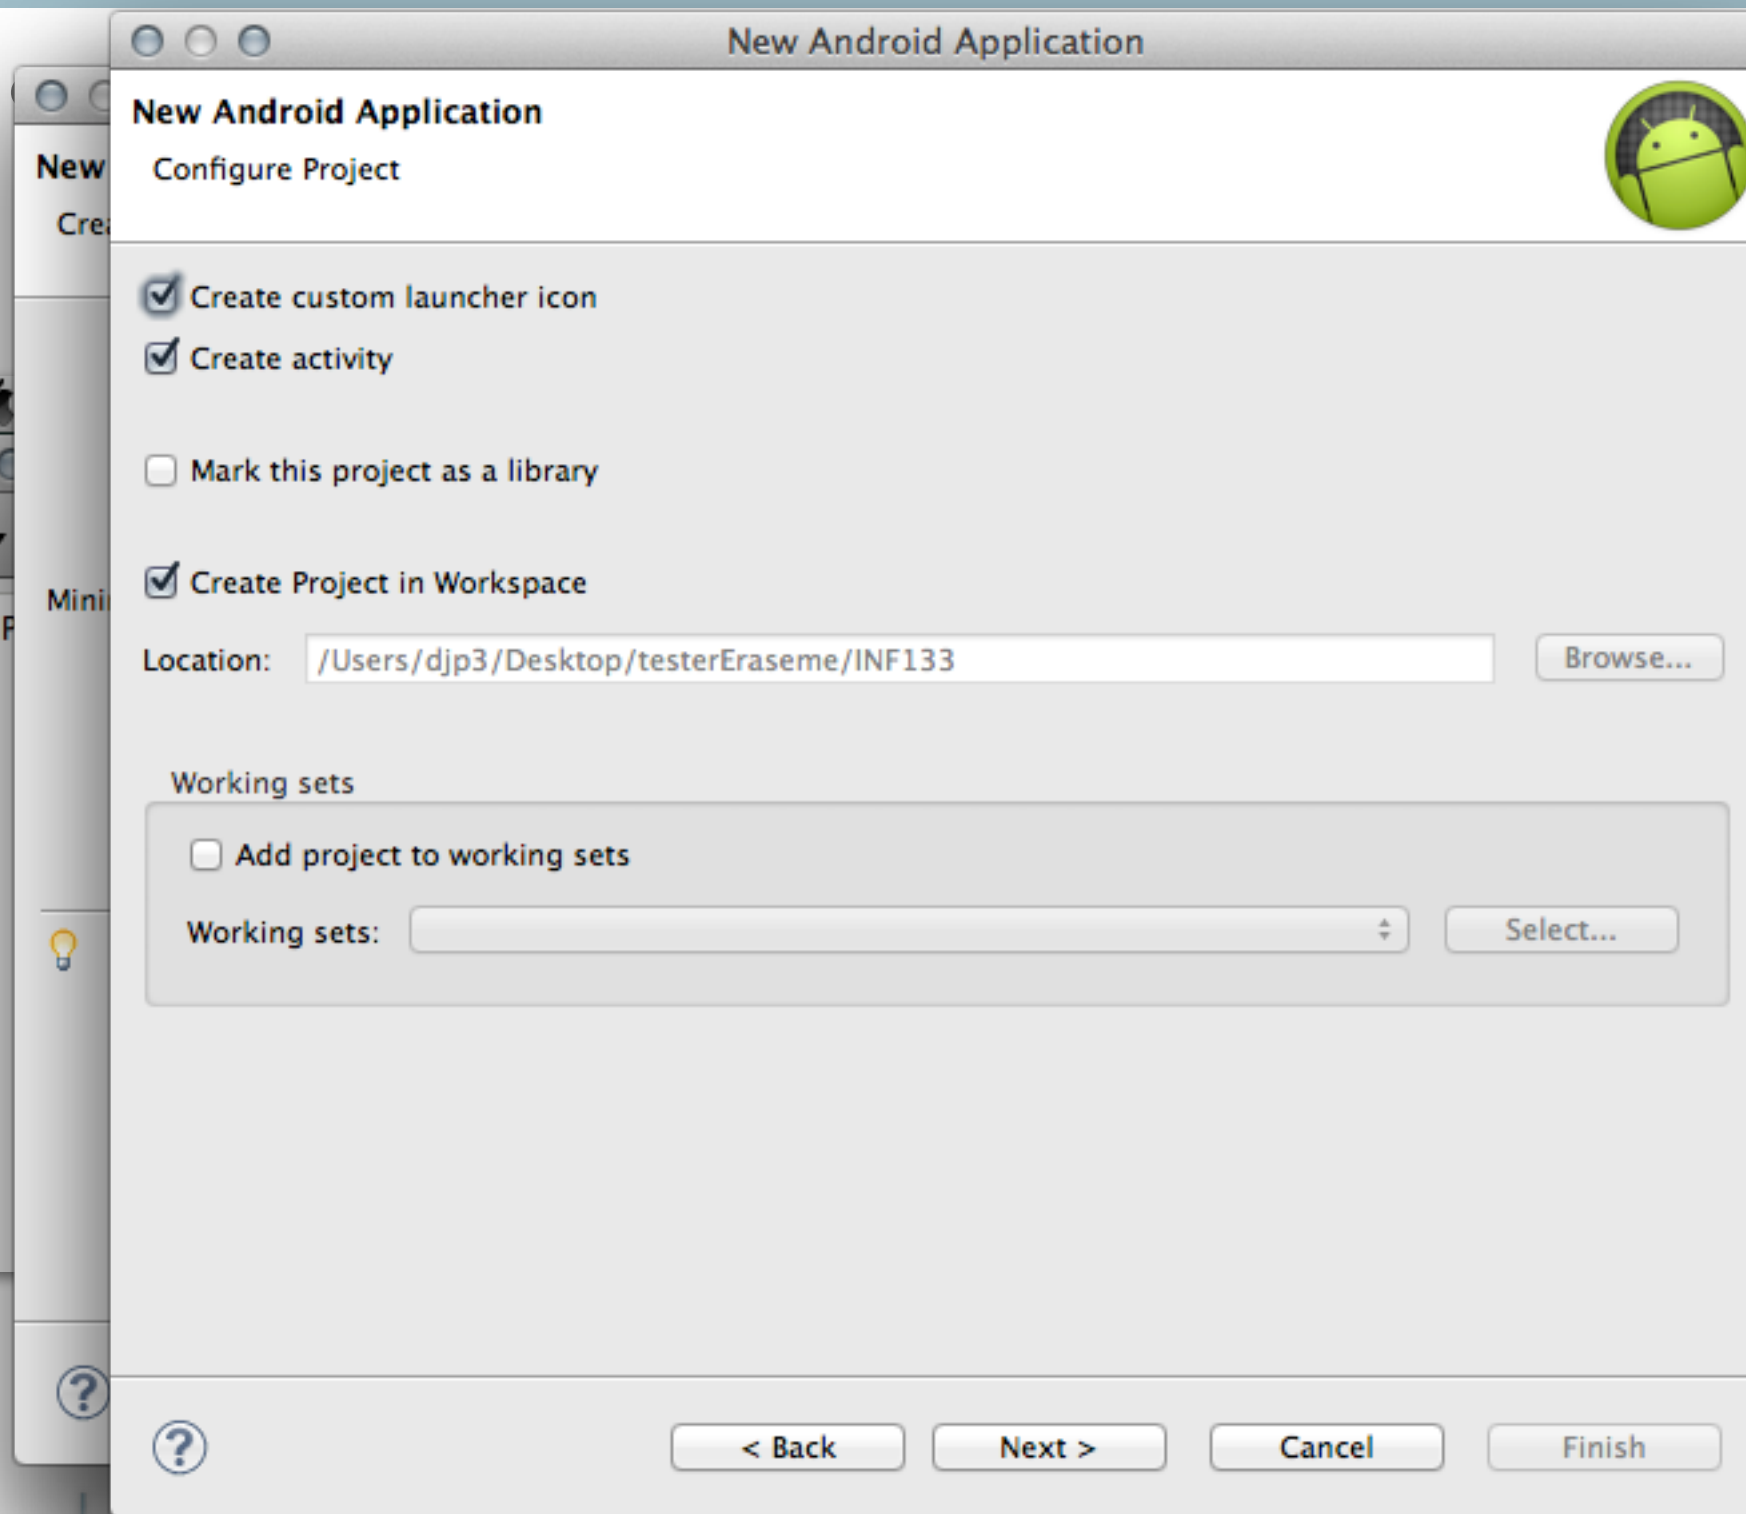 New Android Application
New Android Application
Configure Project
New
Create custom launcher icon
Create activity
Mark this project as a library
Create Project in Workspace
Location: /Users/djp3/Desktop/testerEraseme/INF133 Browse...
Working sets
Add project to working sets
Working sets: Select...
< Back Next > Cancel Finish